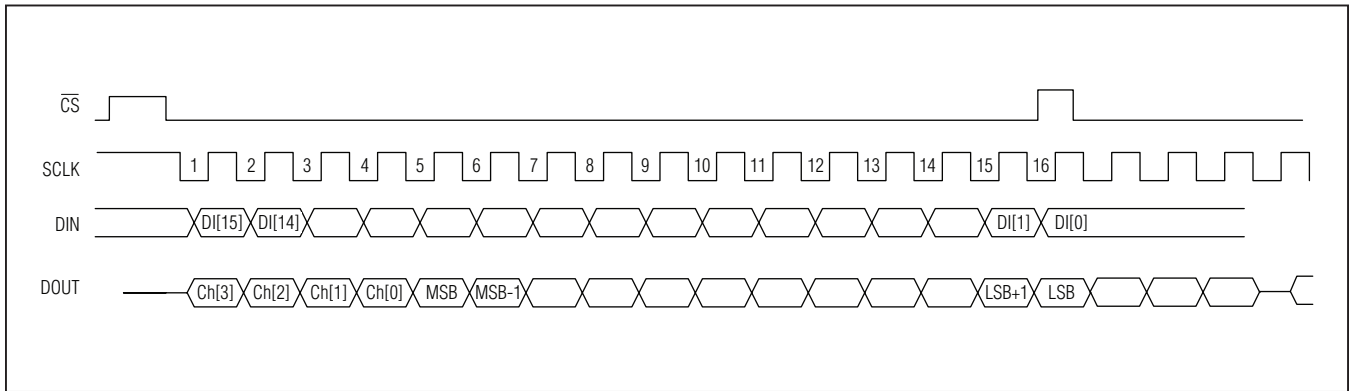 C̅S̅
SCLK 1 2 3 4 5 6 7 8 9 10 11 12 13 14 15 16
DIN DI[15] DI[14] DI[1] DI[0]
DOUT Ch[3] Ch[2] Ch[1] Ch[0] MSB MSB-1 LSB+1 LSB